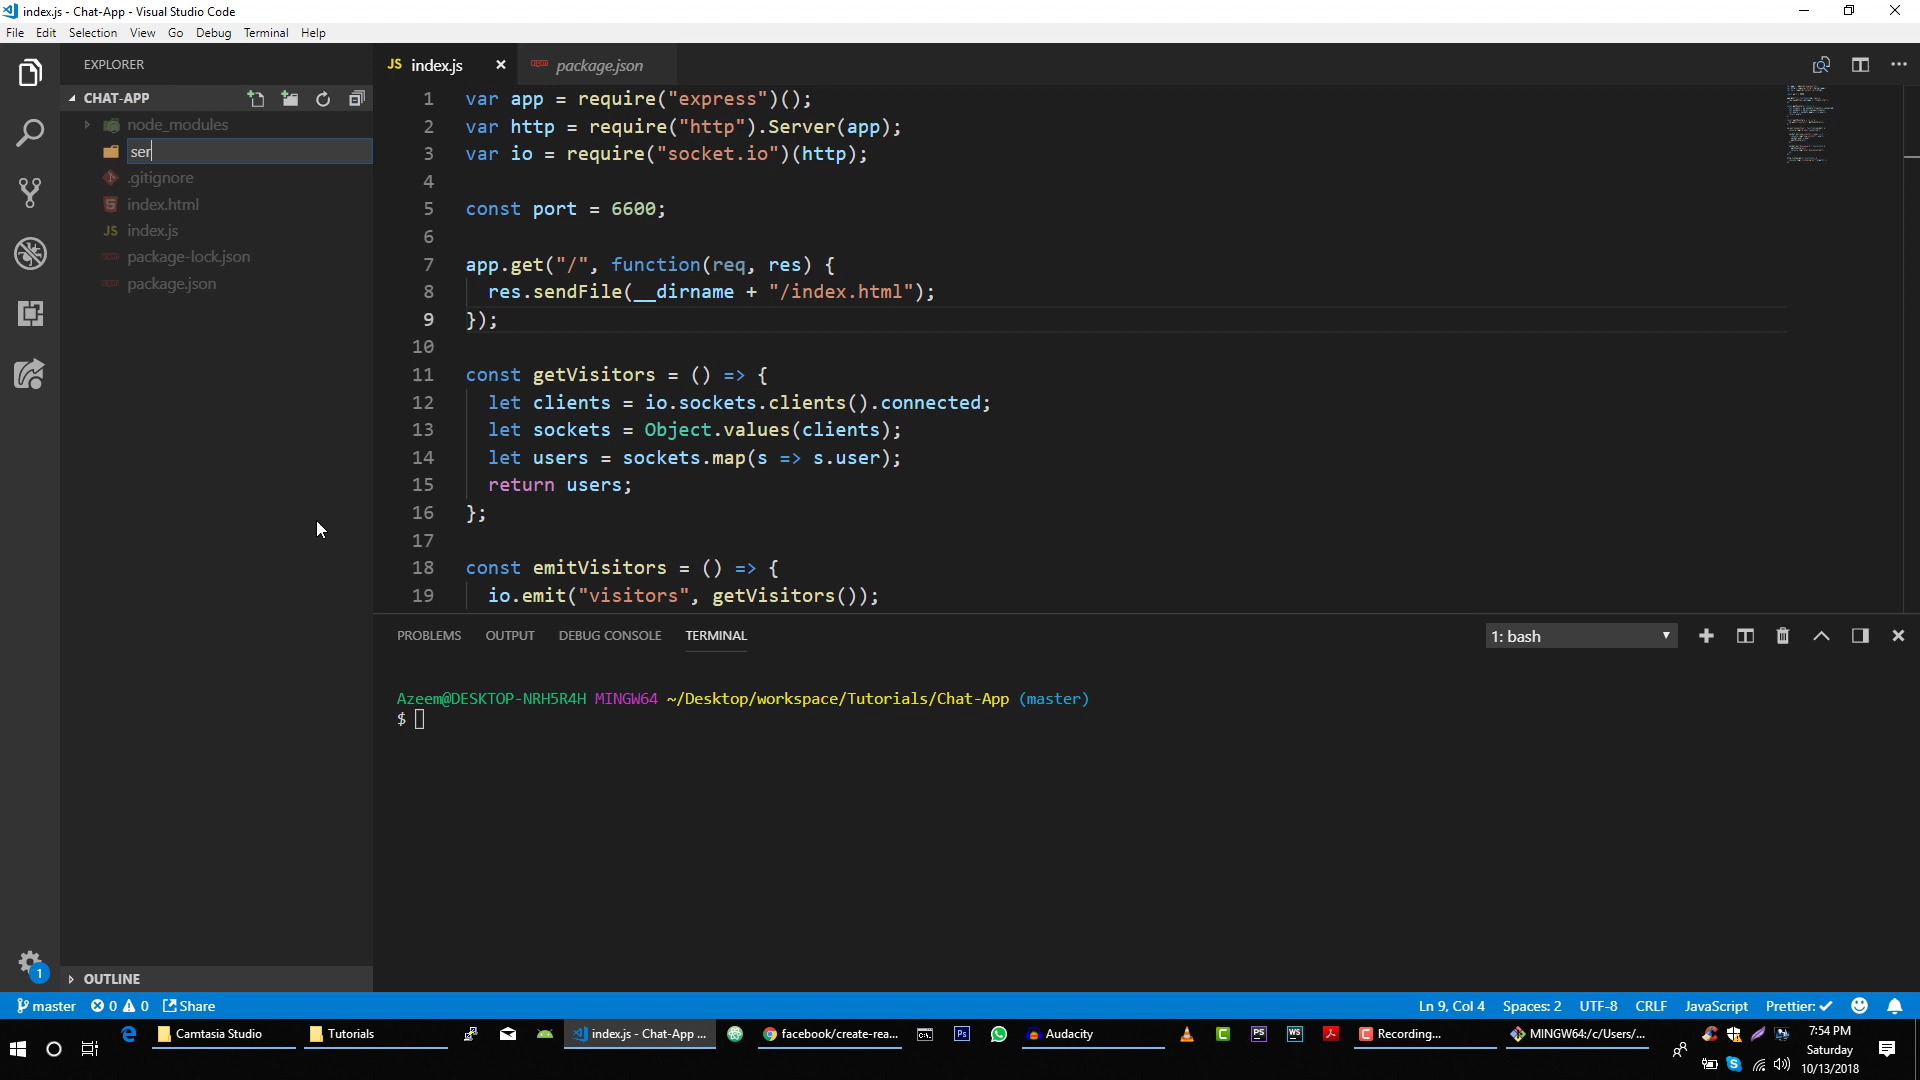 index.js - Chat-App - Visual Studio Code
File Edit Selection View Go Debug Terminal Help
EXPLORER
CHAT-APP
node_modules
ser
.gitignore
index.html
JS index.js
package-lock.json
package.json
OUTLINE
JS index.js
package.json
1 var app = require("express")();
2 var http = require("http").Server(app);
3 var io = require("socket.io")(http);
4
5 const port = 6600;
6
7 app.get("/", function(req, res) {
8 res.sendFile(__dirname + "/index.html");
9 });
10
11 const getVisitors = () => {
12 let clients = io.sockets.clients().connected;
13 let sockets = Object.values(clients);
14 let users = sockets.map(s => s.user);
15 return users;
16 };
17
18 const emitVisitors = () => {
19 io.emit("visitors", getVisitors());
PROBLEMS OUTPUT DEBUG CONSOLE TERMINAL
1: bash
Azeem@DESKTOP-NRH5R4H MINGW64 ~/Desktop/workspace/Tutorials/Chat-App (master)
$
1
master 0 0 Share
Ln 9, Col 4 Spaces: 2 UTF-8 CRLF JavaScript Prettier: ✓
Camtasia Studio
Tutorials
index.js - Chat-App ...
facebook/create-rea...
Audacity
Recording...
MINGW64:/c/Users/...
7:54 PM
Saturday
10/13/2018